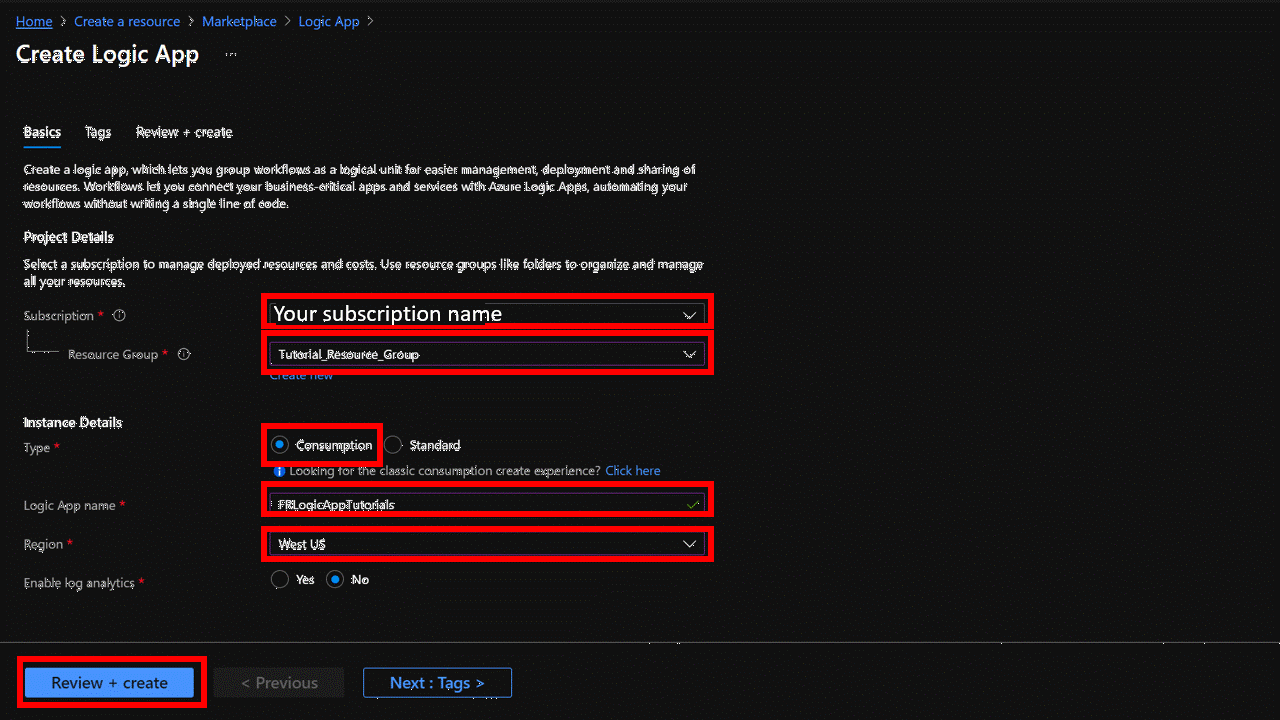 Home > Create a resource > Marketplace > Logic App >
Create Logic App ...
Basics Tags Review + create
Create a logic app, which lets you group workflows as a logical unit for easier management, deployment and sharing of
resources. Workflows let you connect your business-critical apps and services with Azure Logic Apps, automating your
workflows without writing a single line of code.
Project Details
Select a subscription to manage deployed resources and costs. Use resource groups like folders to organize and manage
all your resources.
Subscription * Your subscription name
Resource Group * Tutorial_Resource_Group
Create new
Instance Details
Type * Consumption Standard
Looking for the classic consumption create experience? Click here
Logic App name * FRLogicAppTutorials
Region * West US
Enable log analytics * Yes No
Review + create < Previous Next : Tags >